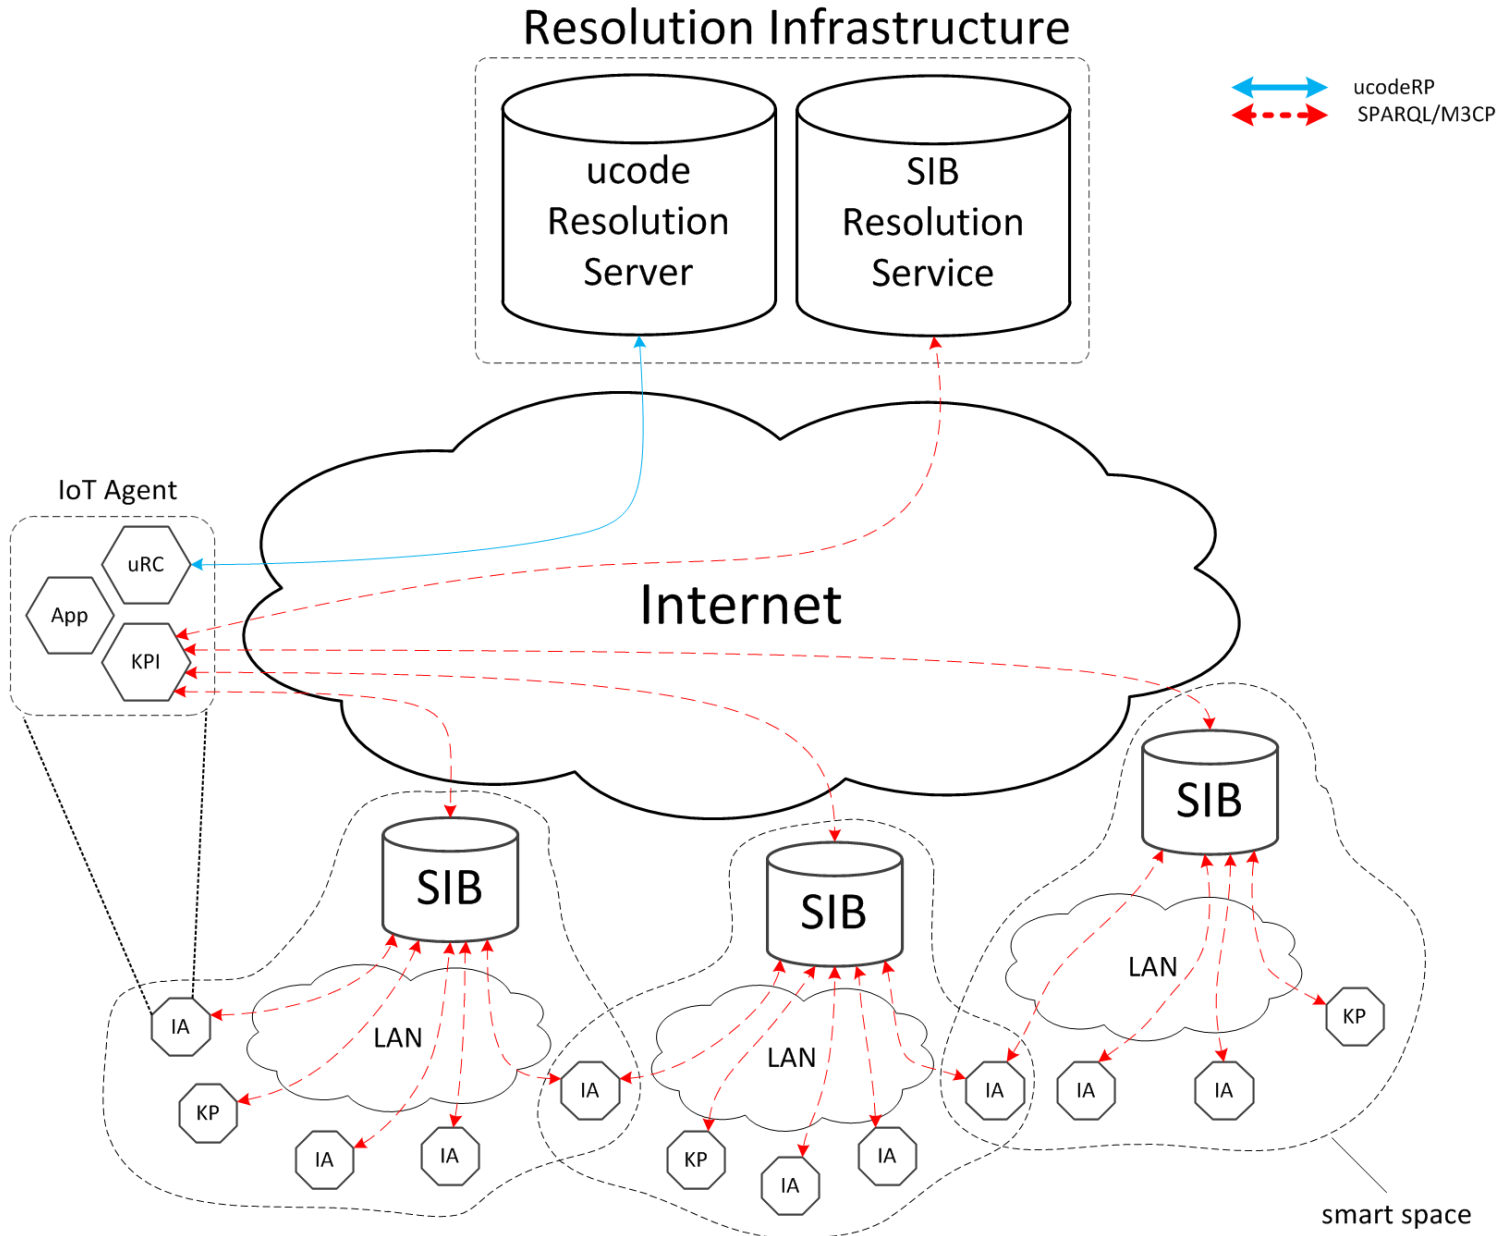 Resolution Infrastructure
ucodeRP
SPARQL/M3CP
ucode
Resolution
Server
SIB
Resolution
Service
IoT Agent
uRC
App
KPI
Internet
SIB
SIB
SIB
LAN
LAN
LAN
IA
KP
IA
IA
IA
KP
IA
IA
IA
IA
IA
KP
smart space